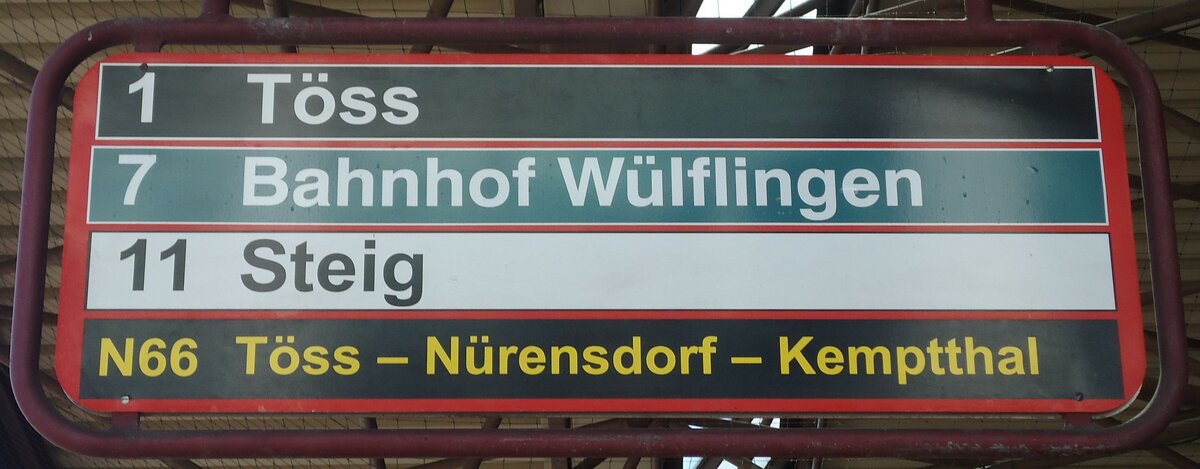 1 Töss
7 Bahnhof Wülflingen
11 Steig
N66 Töss – Nürensdorf – Kemptthal